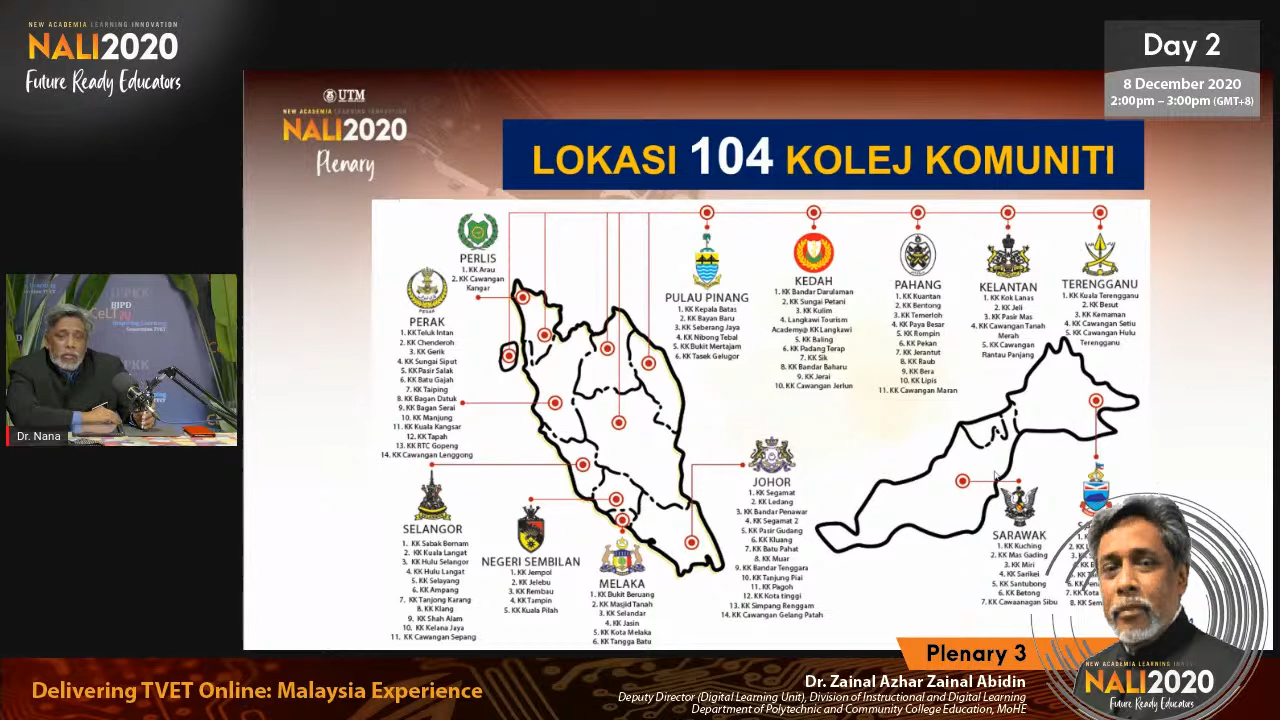 NEW ACADEMIA LEARNING INNOVATION
NALI2020
Future Ready Educators
Day 2
8 December 2020
2:00pm – 3:00pm (GMT+8)
UTM
NEW ACADEMIA LEARNING INNOVATION
NALI2020
Plenary
LOKASI 104 KOLEJ KOMUNITI
PERLIS
1. KK Arau
2. KK Cawangan
Kangar
PERAK
1. KK Teluk Intan
2. KK Chenderoh
3. KK Gerik
4. KK Sungai Siput
5. KK Pasir Salak
6. KK Batu Gajah
7. KK Taiping
8. KK Bagan Datuk
9. KK Bagan Serai
10. KK Manjung
11. KK Kuala Kangsar
12. KK Tapah
13. KK RTC Gopeng
14. KK Cawangan Lenggong
PULAU PINANG
1. KK Kepala Batas
2. KK Bayan Baru
3. KK Seberang Jaya
4. KK Nibong Tebal
5. KK Bukit Mertajam
6. KK Tasek Gelugor
KEDAH
1. KK Bandar Darulaman
2. KK Sungai Petani
3. KK Kulim
4. Langkawi Tourism
Academy@ KK Langkawi
5. KK Baling
6. KK Padang Terap
7. KK Sik
8. KK Bandar Baharu
9. KK Jerai
10. KK Cawangan Jerlun
PAHANG
1. KK Kuantan
2. KK Bentong
3. KK Temerloh
4. KK Paya Besar
5. KK Rompin
6. KK Pekan
7. KK Jerantut
8. KK Raub
9. KK Bera
10. KK Lipis
11. KK Cawangan Maran
KELANTAN
1. KK Kok Lanas
2. KK Jeli
3. KK Pasir Mas
4. KK Cawangan Tanah
Merah
5. KK Cawangan
Rantau Panjang
TERENGGANU
1. KK Kuala Terengganu
2. KK Besut
3. KK Kemaman
4. KK Cawangan Setiu
5. KK Cawangan Hulu
Terengganu
SELANGOR
1. KK Sabak Bernam
2. KK Kuala Langat
3. KK Hulu Selangor
4. KK Hulu Langat
5. KK Selayang
6. KK Ampang
7. KK Tanjong Karang
8. KK Klang
9. KK Shah Alam
10. KK Kelana Jaya
11. KK Cawangan Sepang
NEGERI SEMBILAN
1. KK Jempol
2. KK Jelebu
3. KK Rembau
4. KK Tampin
5. KK Kuala Pilah
MELAKA
1. KK Bukit Beruang
2. KK Masjid Tanah
3. KK Selandar
4. KK Jasin
5. KK Kota Melaka
6. KK Tangga Batu
JOHOR
1. KK Segamat
2. KK Ledang
3. KK Bandar Penawar
4. KK Segamat 2
5. KK Pasir Gudang
6. KK Kluang
7. KK Batu Pahat
8. KK Muar
9. KK Bandar Tenggara
10. KK Tanjung Piai
11. KK Pagoh
12. KK Kota tinggi
13. KK Simpang Renggam
14. KK Cawangan Gelang Patah
SARAWAK
1. KK Kuching
2. KK Mas Gading
3. KK Miri
4. KK Sarikei
5. KK Santubong
6. KK Betong
7. KK Cawaanagan Sibu
Dr. Nana
Plenary 3
Delivering TVET Online: Malaysia Experience
Dr. Zainal Azhar Zainal Abidin
Deputy Director (Digital Learning Unit), Division of Instructional and Digital Learning
Department of Polytechnic and Community College Education, MoHE
NEW ACADEMIA LEARNING
NALI2020
Future Ready Educators